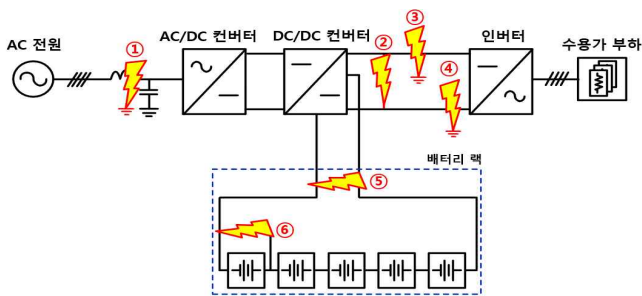 AC 전원
①
AC/DC 컨버터
DC/DC 컨버터
②
③
④
인버터
수용가 부하
배터리 랙
⑤
⑥